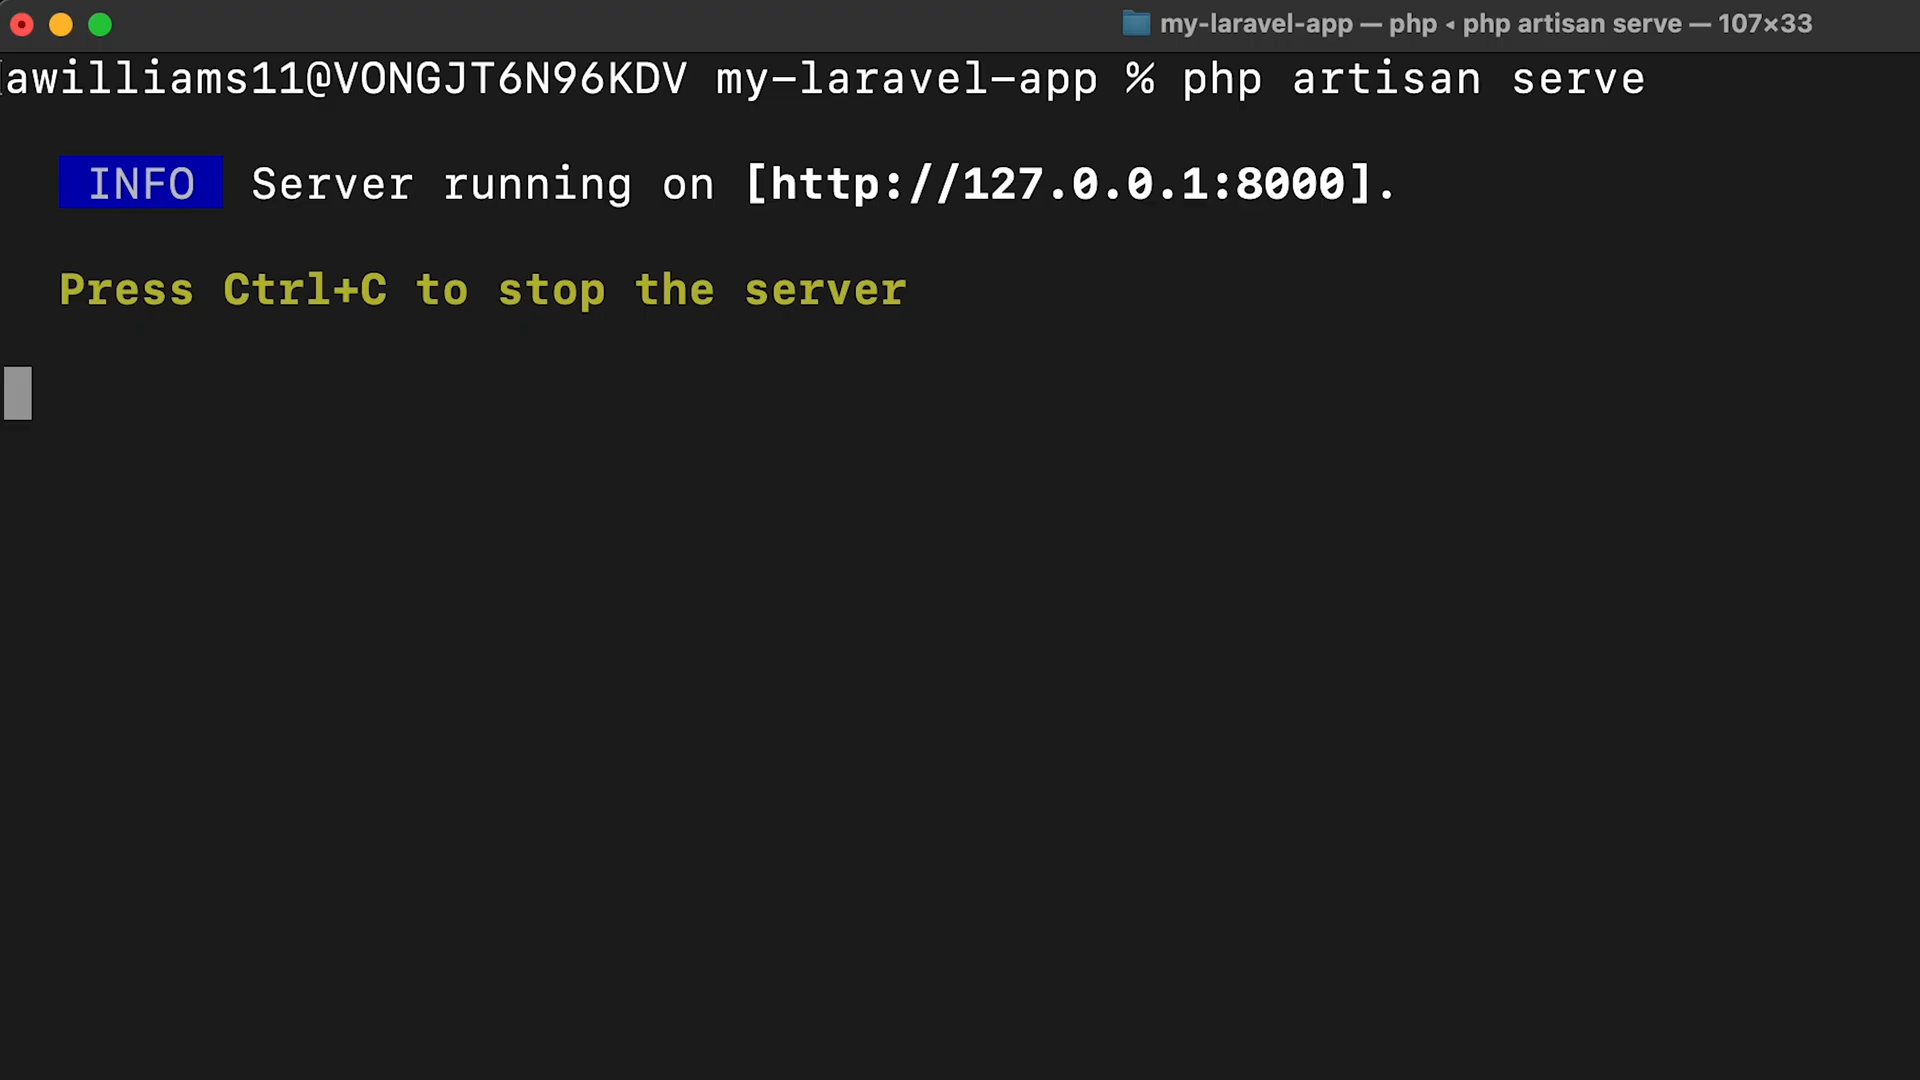 my-laravel-app — php ◂ php artisan serve — 107×33
awilliams11@VONGJT6N96KDV my-laravel-app % php artisan serve
INFO Server running on [http://127.0.0.1:8000].
Press Ctrl+C to stop the server